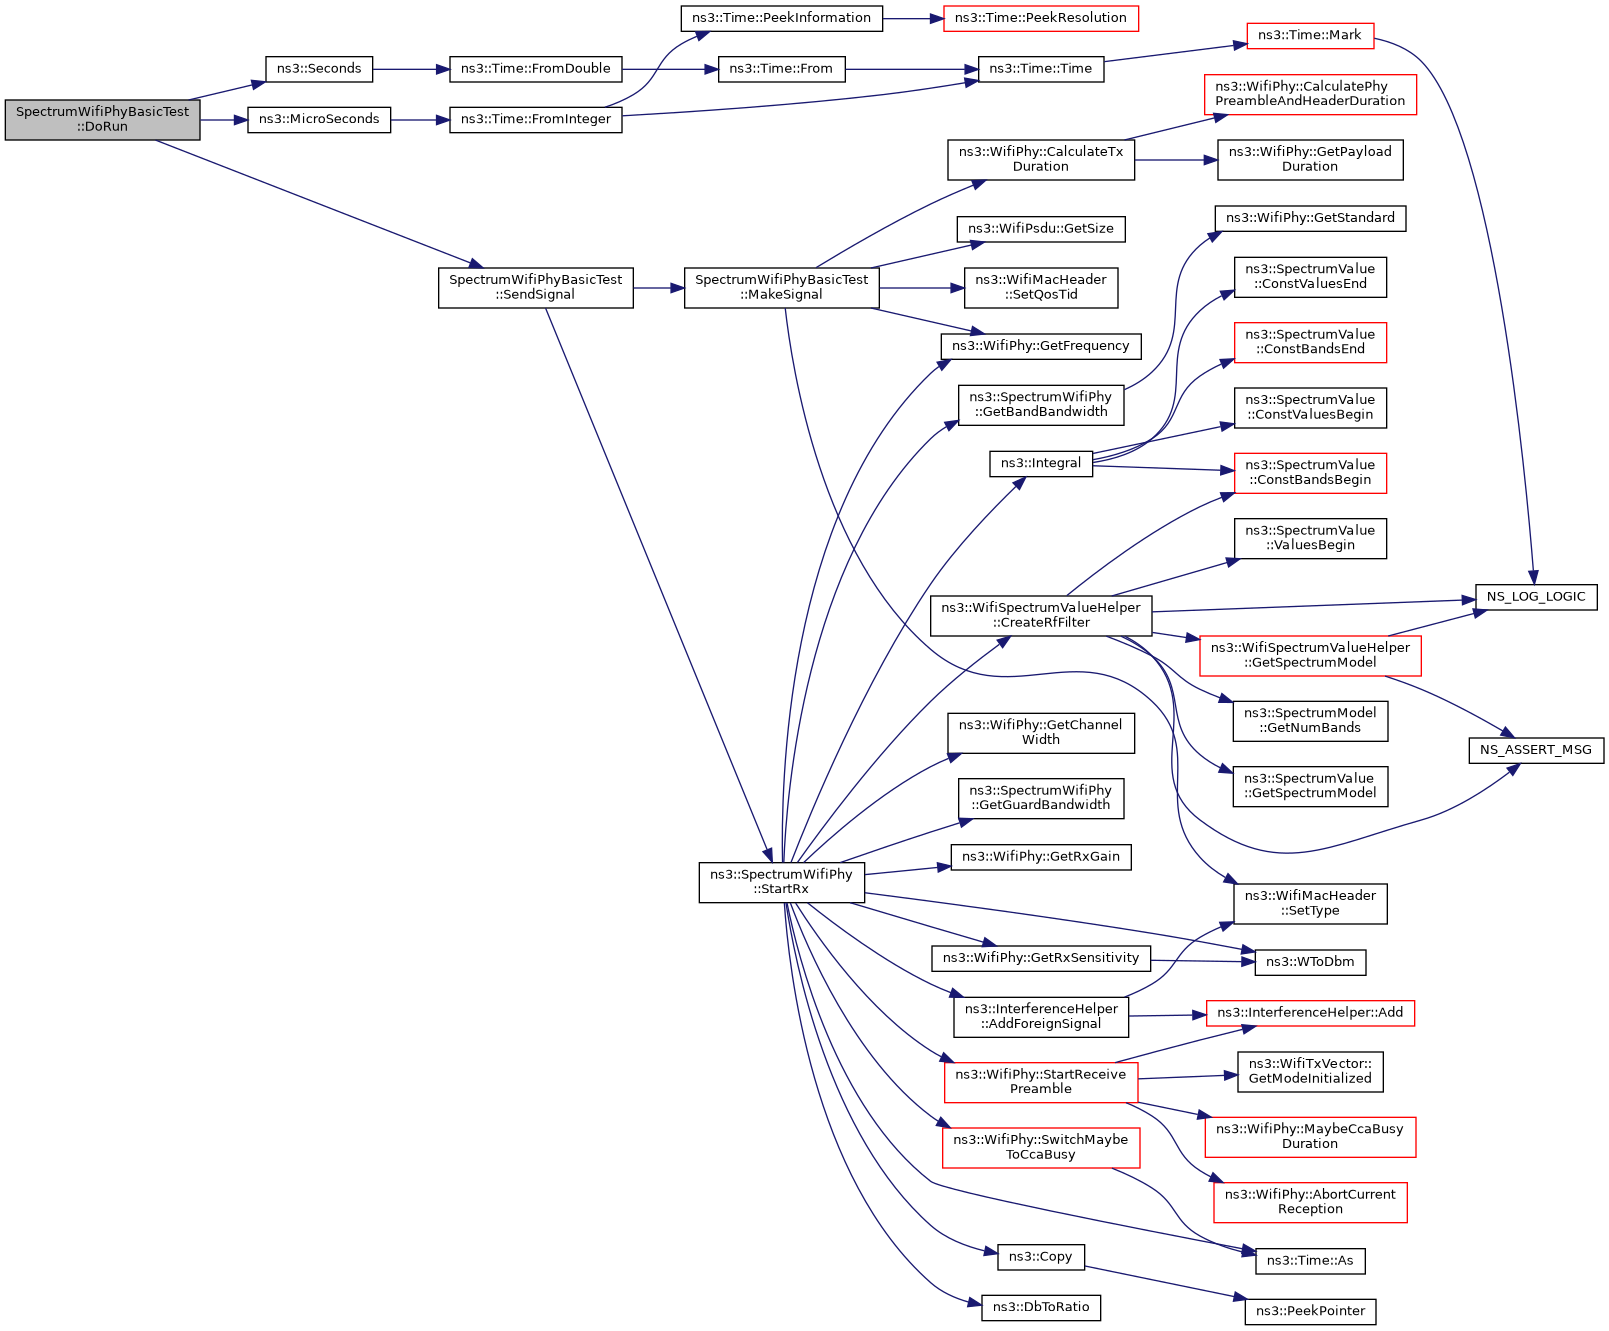 ns3::Time::PeekInformation
ns3::Time::PeekResolution
ns3::Time::Mark
ns3::Seconds
ns3::Time::FromDouble
ns3::Time::From
ns3::Time::Time
SpectrumWifiPhyBasicTest
::DoRun
ns3::MicroSeconds
ns3::Time::FromInteger
ns3::WifiPhy::CalculatePhy
PreambleAndHeaderDuration
ns3::WifiPhy::CalculateTx
Duration
ns3::WifiPhy::GetPayload
Duration
ns3::WifiPhy::GetStandard
ns3::WifiPsdu::GetSize
SpectrumWifiPhyBasicTest
::SendSignal
SpectrumWifiPhyBasicTest
::MakeSignal
ns3::WifiMacHeader
::SetQosTid
ns3::SpectrumValue
::ConstValuesEnd
ns3::WifiPhy::GetFrequency
ns3::SpectrumValue
::ConstBandsEnd
ns3::SpectrumWifiPhy
::GetBandBandwidth
ns3::SpectrumValue
::ConstValuesBegin
ns3::Integral
ns3::SpectrumValue
::ConstBandsBegin
ns3::SpectrumValue
::ValuesBegin
ns3::WifiSpectrumValueHelper
::CreateRfFilter
NS_LOG_LOGIC
ns3::WifiSpectrumValueHelper
::GetSpectrumModel
ns3::SpectrumModel
::GetNumBands
ns3::WifiPhy::GetChannel
Width
NS_ASSERT_MSG
ns3::SpectrumValue
::GetSpectrumModel
ns3::SpectrumWifiPhy
::GetGuardBandwidth
ns3::WifiPhy::GetRxGain
ns3::SpectrumWifiPhy
::StartRx
ns3::WifiMacHeader
::SetType
ns3::WifiPhy::GetRxSensitivity
ns3::WToDbm
ns3::InterferenceHelper
::AddForeignSignal
ns3::InterferenceHelper::Add
ns3::WifiPhy::StartReceive
Preamble
ns3::WifiTxVector::
GetModeInitialized
ns3::WifiPhy::MaybeCcaBusy
Duration
ns3::WifiPhy::SwitchMaybe
ToCcaBusy
ns3::WifiPhy::AbortCurrent
Reception
ns3::Copy
ns3::Time::As
ns3::DbToRatio
ns3::PeekPointer